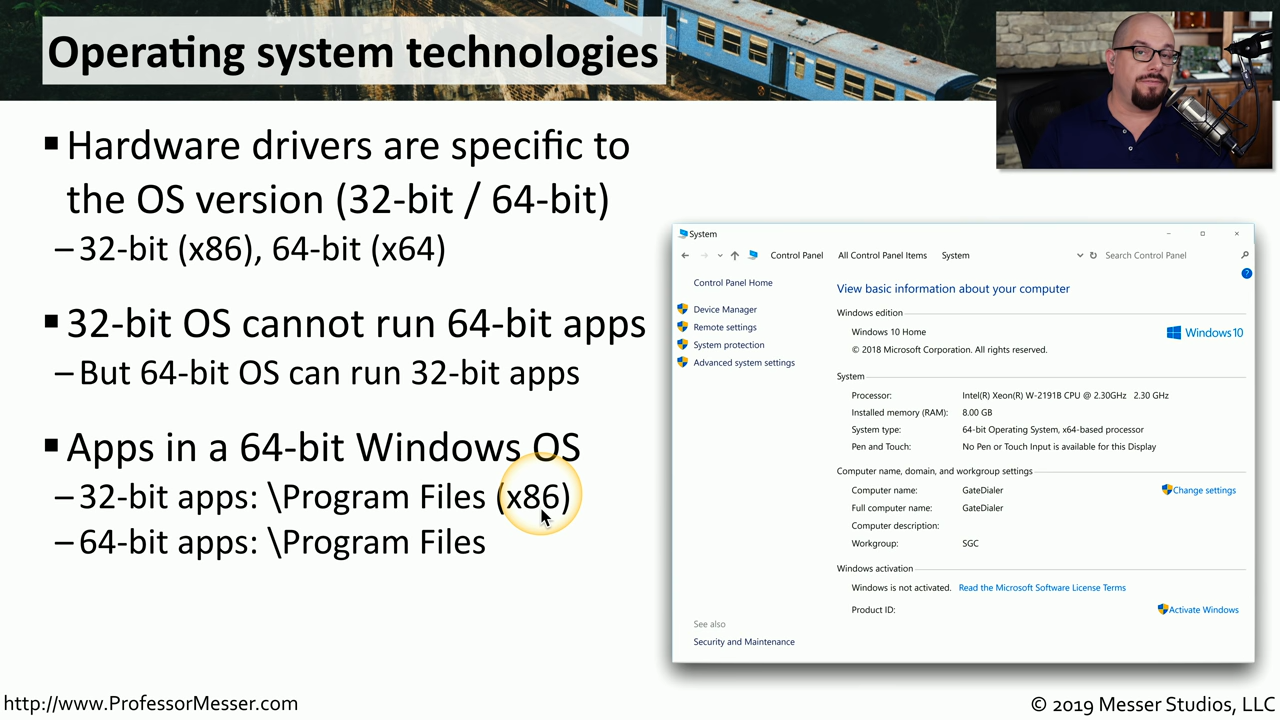 Operating system technologies
▪ Hardware drivers are specific to
the OS version (32-bit / 64-bit)
– 32-bit (x86), 64-bit (x64)
▪ 32-bit OS cannot run 64-bit apps
– But 64-bit OS can run 32-bit apps
▪ Apps in a 64-bit Windows OS
– 32-bit apps: \Program Files (x86)
– 64-bit apps: \Program Files
System
Control Panel All Control Panel Items System Search Control Panel
Control Panel Home
Device Manager
Remote settings
System protection
Advanced system settings
See also
Security and Maintenance
View basic information about your computer
Windows edition
Windows 10 Home
© 2018 Microsoft Corporation. All rights reserved.
Windows 10
System
Processor: Intel(R) Xeon(R) W-2191B CPU @ 2.30GHz 2.30 GHz
Installed memory (RAM): 8.00 GB
System type: 64-bit Operating System, x64-based processor
Pen and Touch: No Pen or Touch Input is available for this Display
Computer name, domain, and workgroup settings
Computer name: GateDialer Change settings
Full computer name: GateDialer
Computer description:
Workgroup: SGC
Windows activation
Windows is not activated. Read the Microsoft Software License Terms
Product ID: Activate Windows
http://www.ProfessorMesser.com
© 2019 Messer Studios, LLC